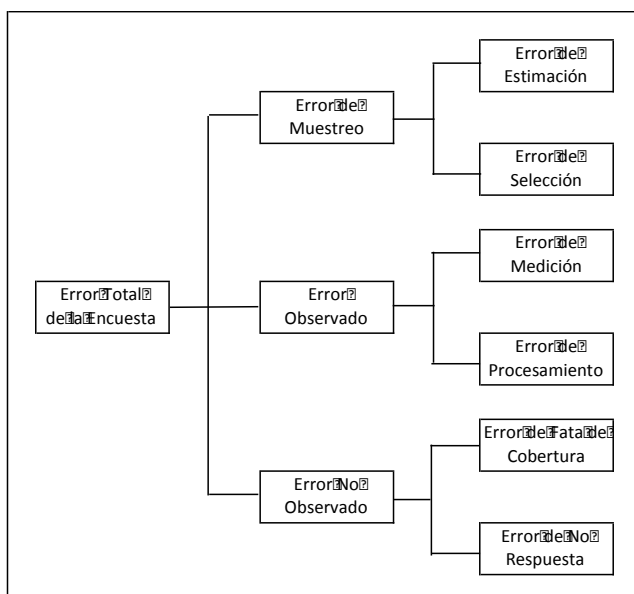 Error de
Estimación
Error de
Muestreo
Error de
Selección
Error de
Medición
Error Total
de la Encuesta
Error
Observado
Error de
Procesamiento
Error de Fata de
Cobertura
Error No
Observado
Error de No
Respuesta